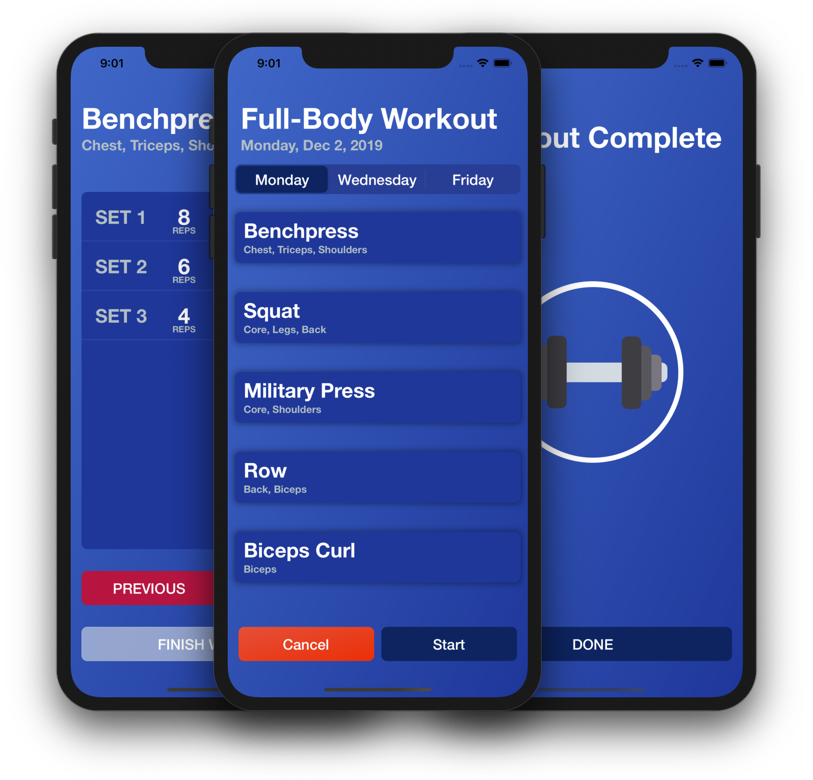 9:01
Benchpre
Chest, Triceps, Sho
SET 1
8
REPS
SET 2
6
REPS
SET 3
4
REPS
PREVIOUS
FINISH
9:01
Full-Body Workout
Monday, Dec 2, 2019
Monday
Wednesday
Friday
Benchpress
Chest, Triceps, Shoulders
Squat
Core, Legs, Back
Military Press
Core, Shoulders
Row
Back, Biceps
Biceps Curl
Biceps
Cancel
Start
out Complete
DONE